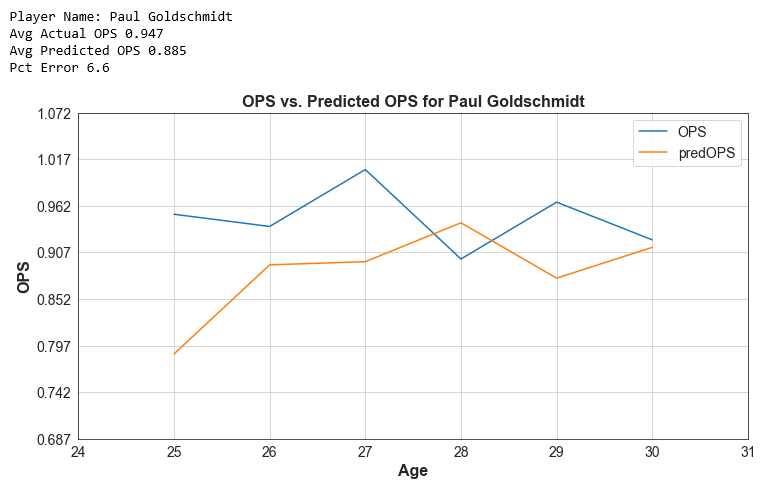 Player Name: Paul Goldschmidt
Avg Actual OPS 0.947
Avg Predicted OPS 0.885
Pct Error 6.6
OPS vs. Predicted OPS for Paul Goldschmidt
OPS
predOPS
1.072
1.017
0.962
0.907
0.852
0.797
0.742
0.687
OPS
24 25 26 27 28 29 30 31
Age